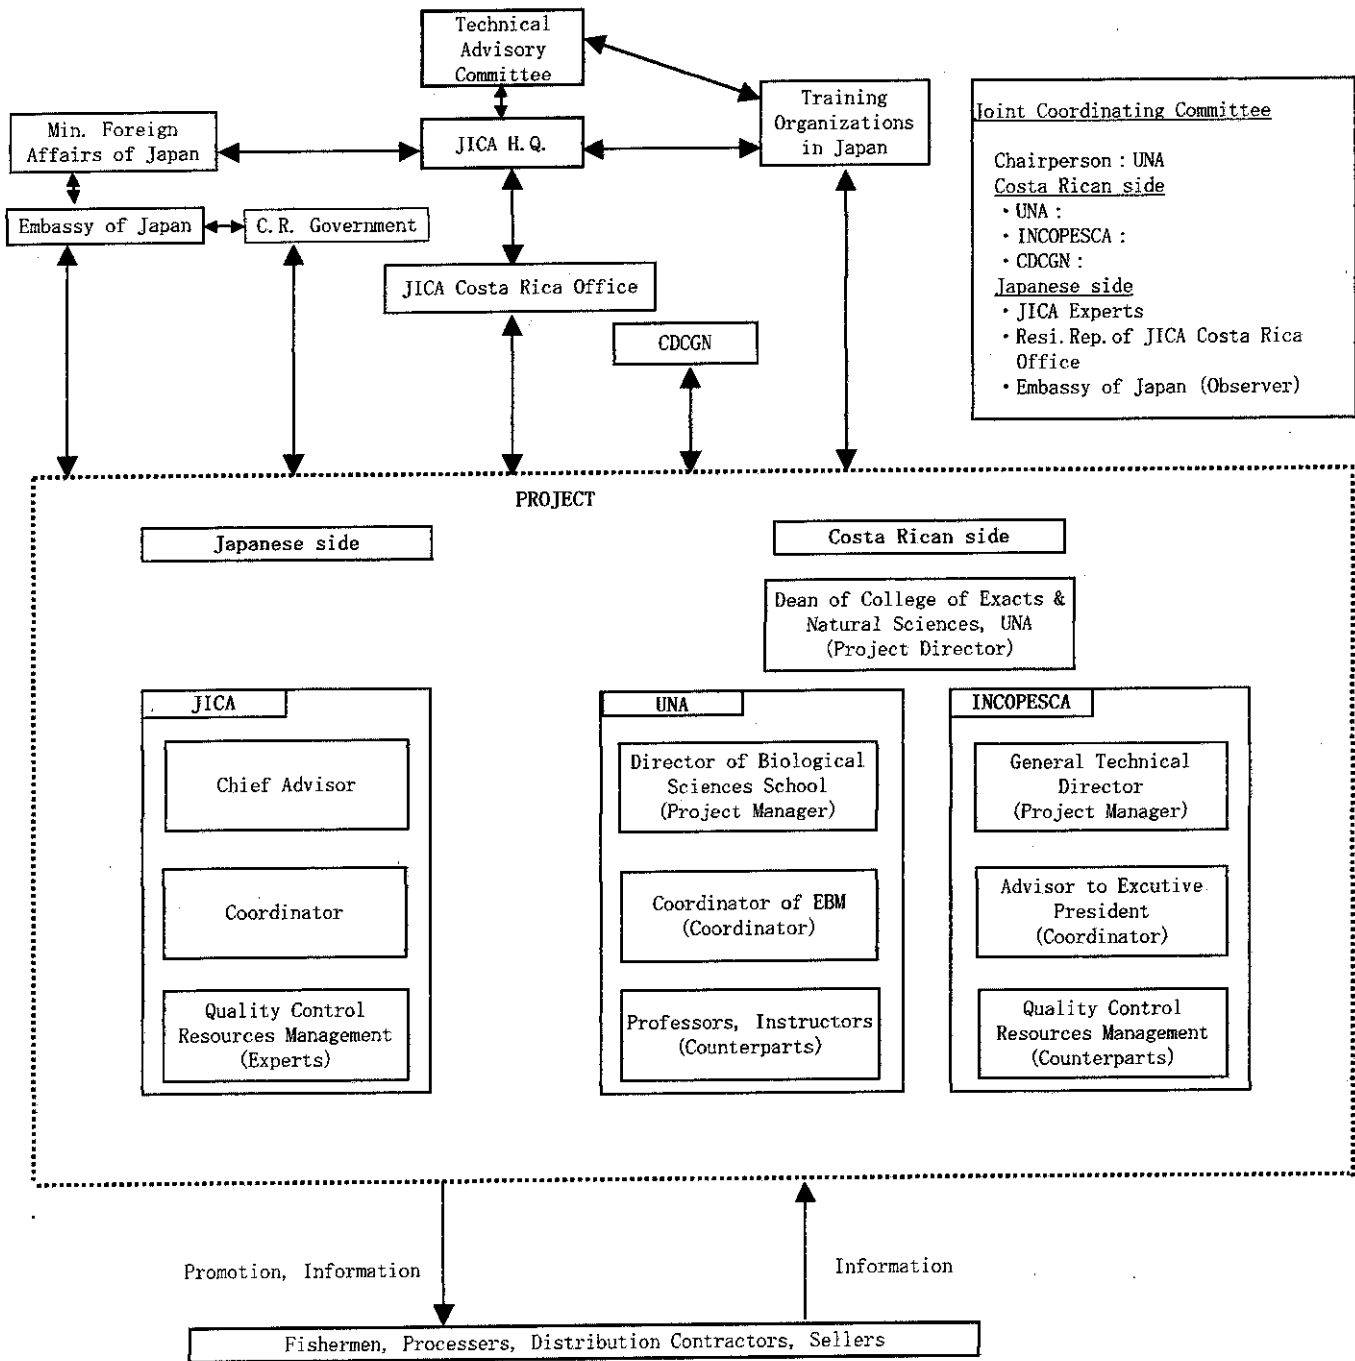 Technical
Advisory
Committee
Training
Organizations
in Japan
Min. Foreign
Affairs of Japan
JICA H.Q.
Embassy of Japan
C.R. Government
JICA Costa Rica Office
CDCGN
Joint Coordinating Committee
Chairperson : UNA
Costa Rican side
・UNA :
・INCOPESCA :
・CDCGN :
Japanese side
・JICA Experts
・Resi. Rep. of JICA Costa Rica
Office
・Embassy of Japan (Observer)
PROJECT
Japanese side
Costa Rican side
Dean of College of Exacts &
Natural Sciences, UNA
(Project Director)
JICA
Chief Advisor
Coordinator
Quality Control
Resources Management
(Experts)
UNA
Director of Biological
Sciences School
(Project Manager)
Coordinator of EBM
(Coordinator)
Professors, Instructors
(Counterparts)
INCOPESCA
General Technical
Director
(Project Manager)
Advisor to Excutive
President
(Coordinator)
Quality Control
Resources Management
(Counterparts)
Promotion, Information
Information
Fishermen, Processers, Distribution Contractors, Sellers